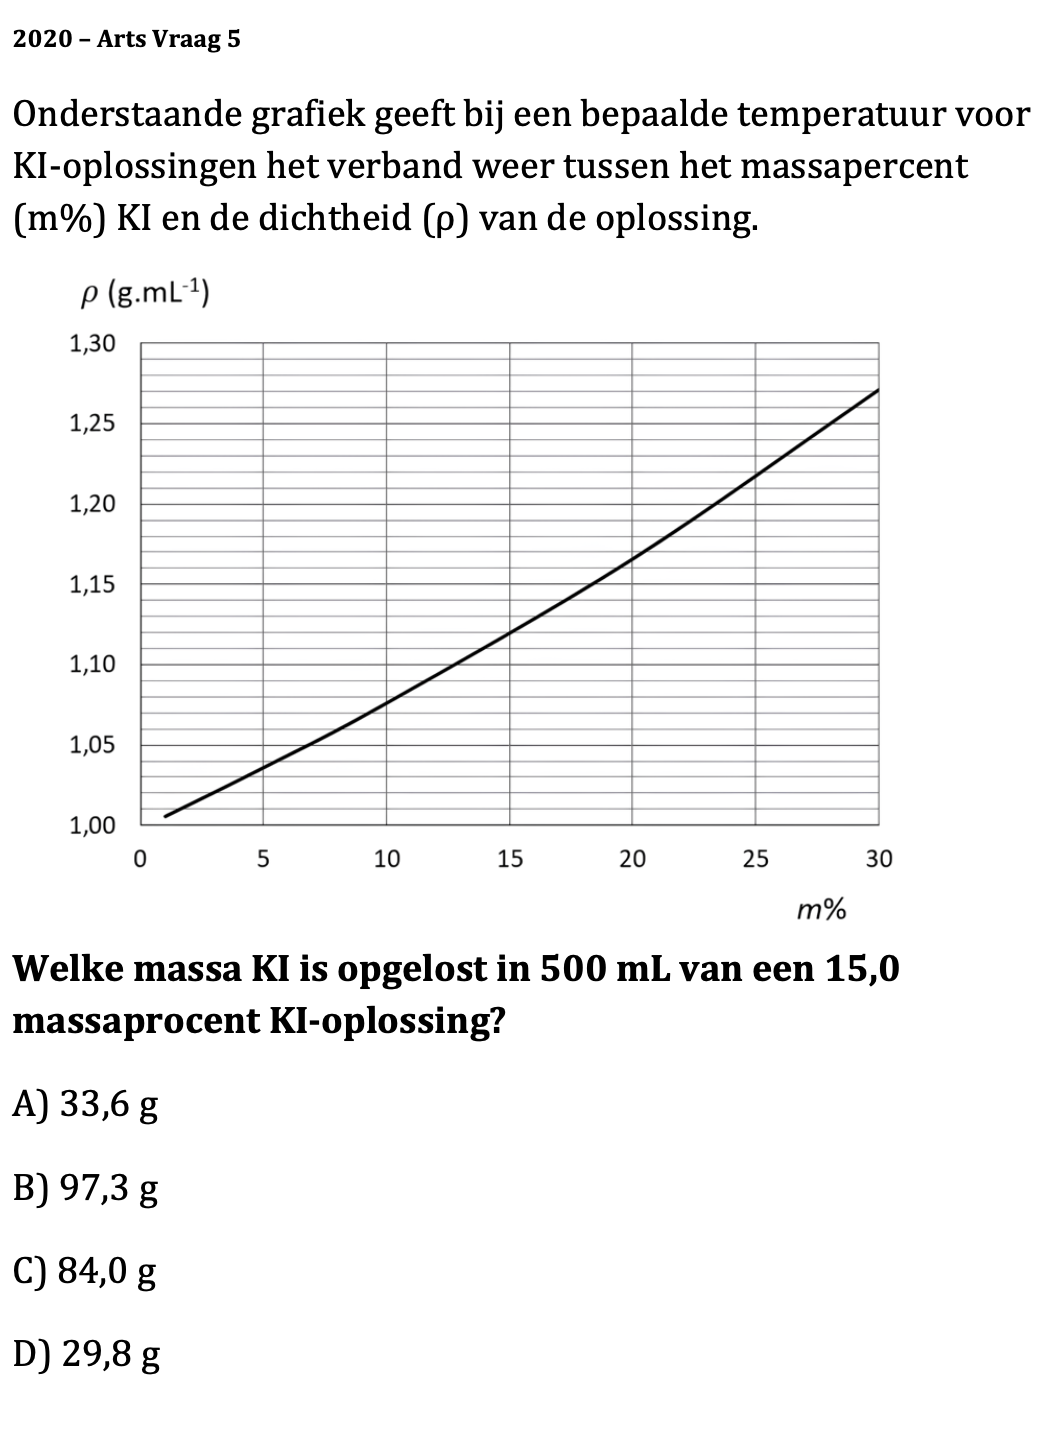 2020 – Arts Vraag 5
Onderstaande grafiek geeft bij een bepaalde temperatuur voor
KI-oplossingen het verband weer tussen het massapercent
(m%) KI en de dichtheid (ρ) van de oplossing.
ρ (g.mL⁻¹)
1,30
1,25
1,20
1,15
1,10
1,05
1,00
0 5 10 15 20 25 30
m%
Welke massa KI is opgelost in 500 mL van een 15,0
massaprocent KI-oplossing?
A) 33,6 g
B) 97,3 g
C) 84,0 g
D) 29,8 g